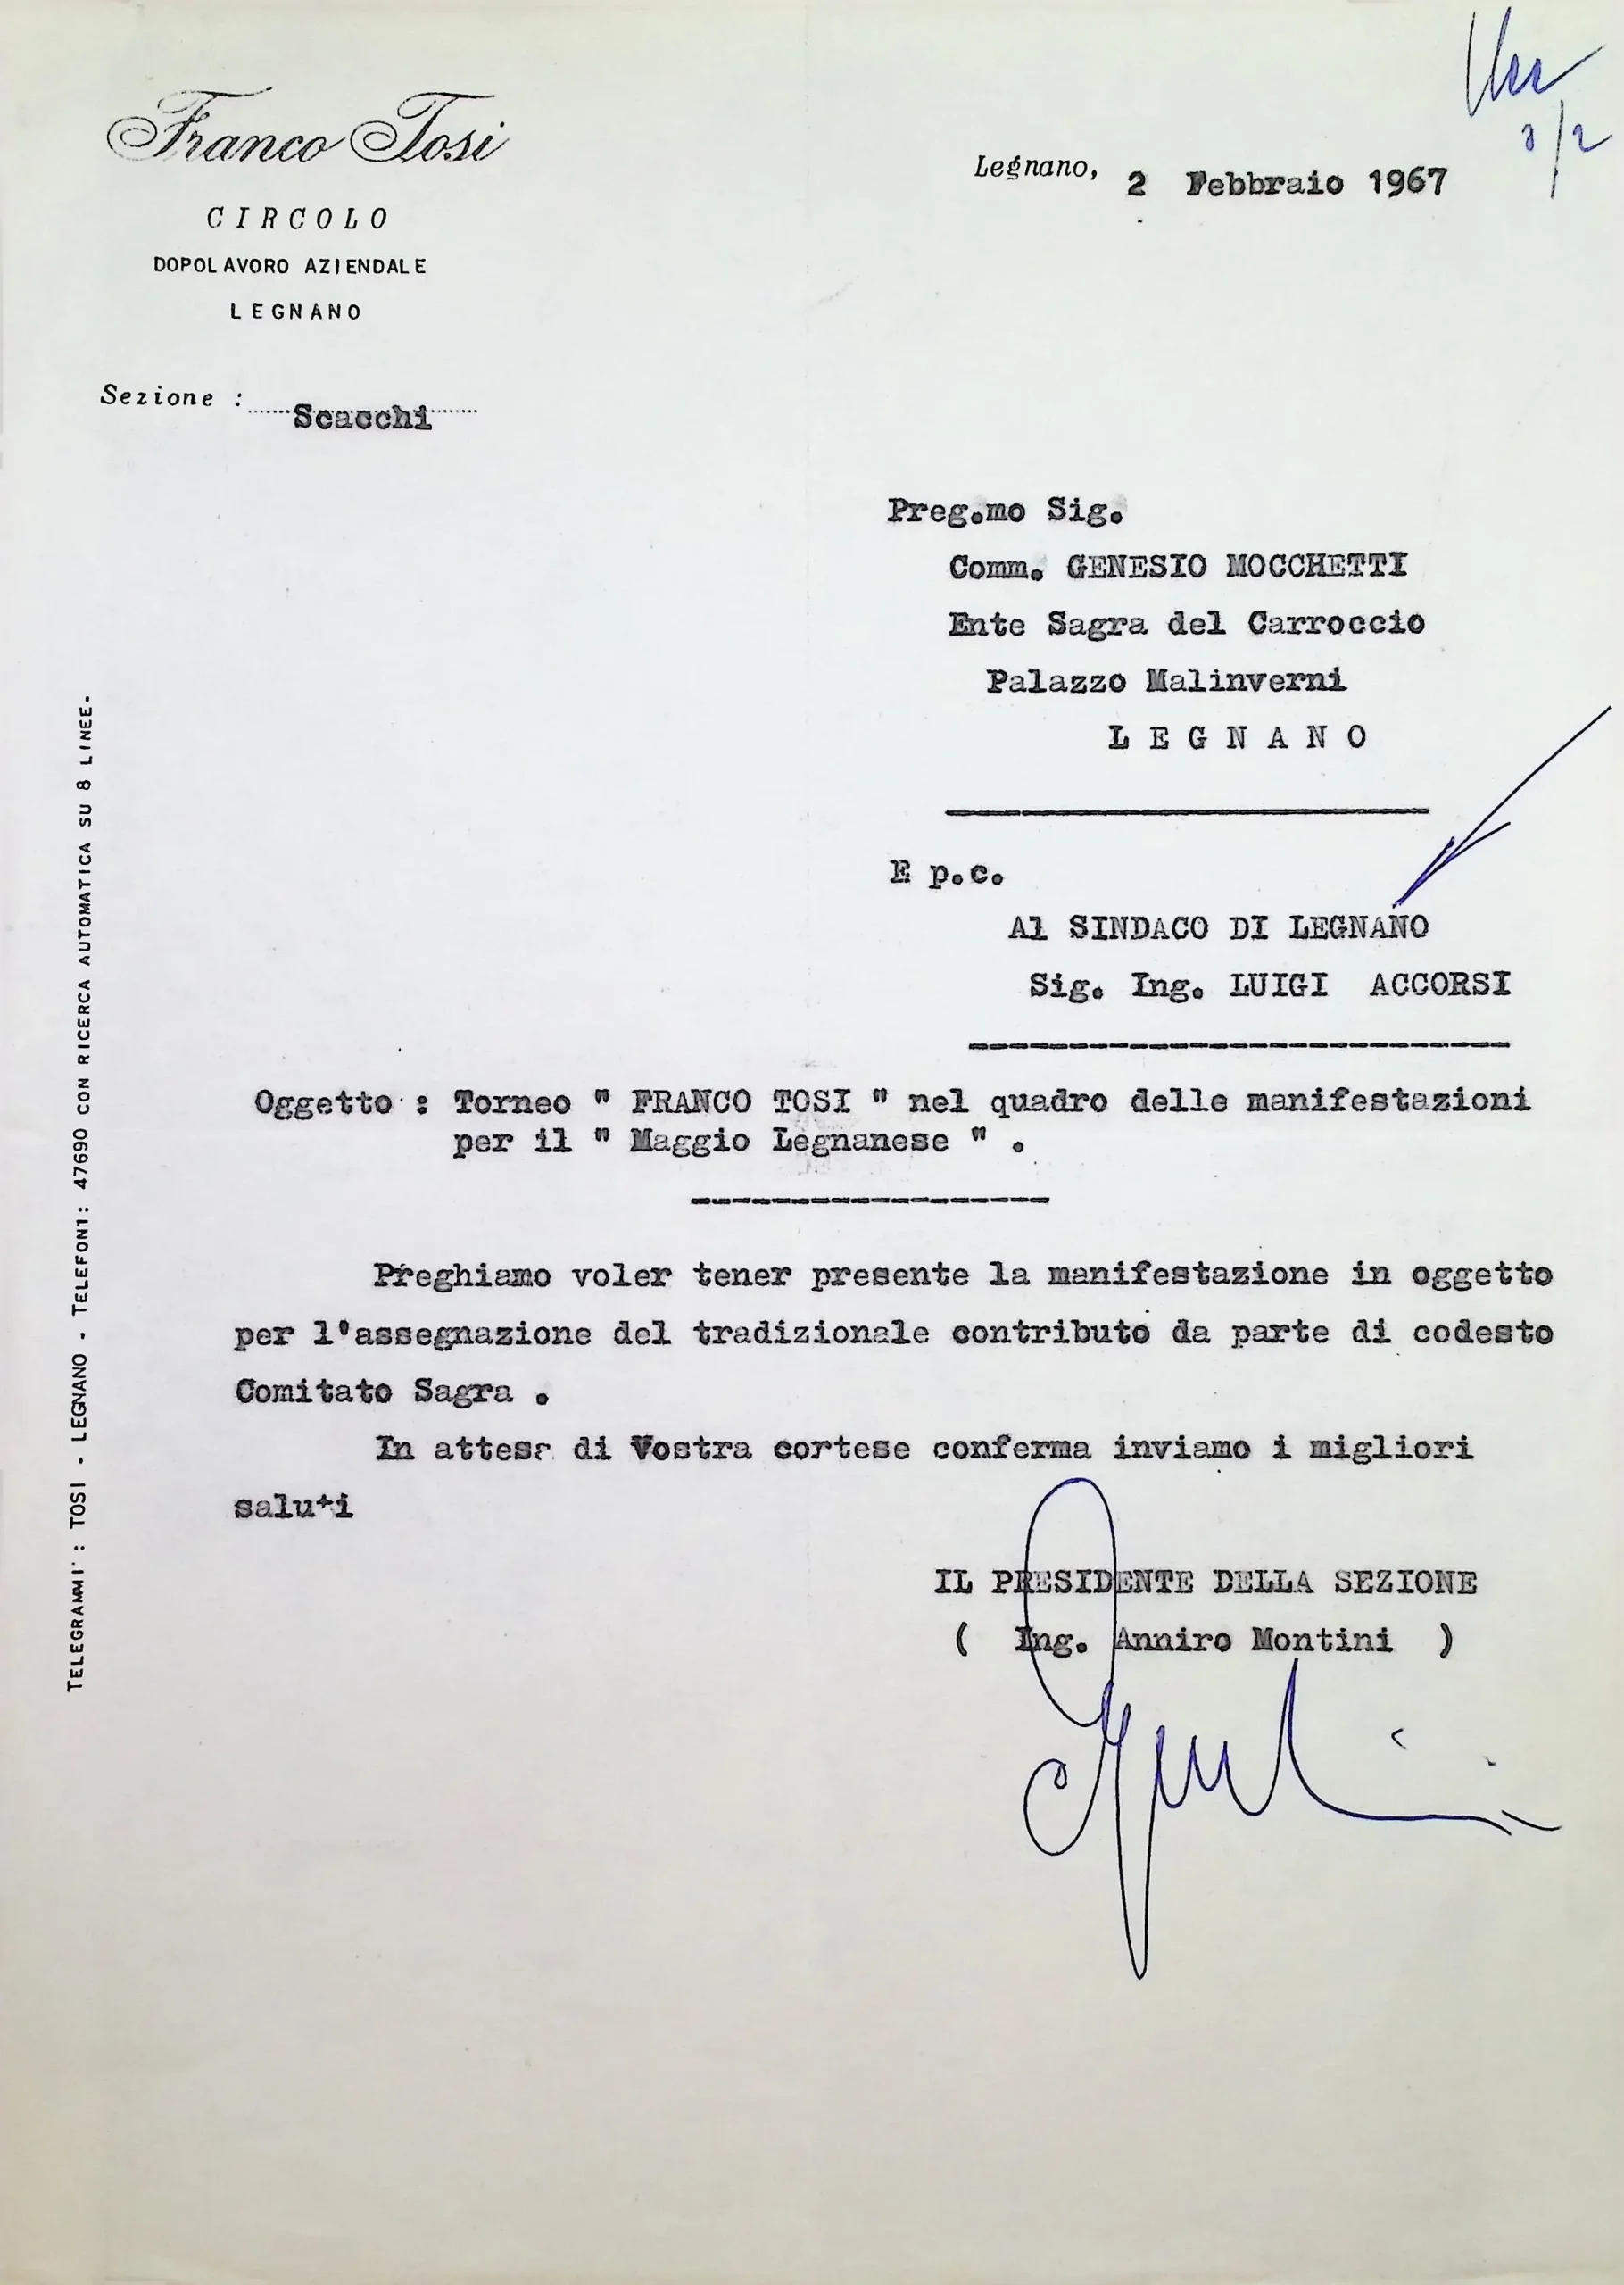 Franco Tosi
CIRCOLO
DOPOLAVORO AZIENDALE
LEGNANO
Sezione : Scacchi
Legnano, 2 Febbraio 1967
Preg.mo Sig.
Comm. GENESIO MOCCHETTI
Ente Sagra del Carroccio
Palazzo Malinverni
L E G N A N O
E p.c.
Al SINDACO DI LEGNANO
Sig. Ing. LUIGI ACCORSI
Oggetto : Torneo " FRANCO TOSI " nel quadro delle manifestazioni
per il " Maggio Legnanese " .
Preghiamo voler tener presente la manifestazione in oggetto
per l'assegnazione del tradizionale contributo da parte di codesto
Comitato Sagra .
In attesa di Vostra cortese conferma inviamo i migliori
saluti
IL PRESIDENTE DELLA SEZIONE
( Ing. Anniro Montini )
TELEGRAMMI : TOSI - LEGNANO - TELEFONI: 47690 CON RICERCA AUTOMATICA SU 8 LINEE-